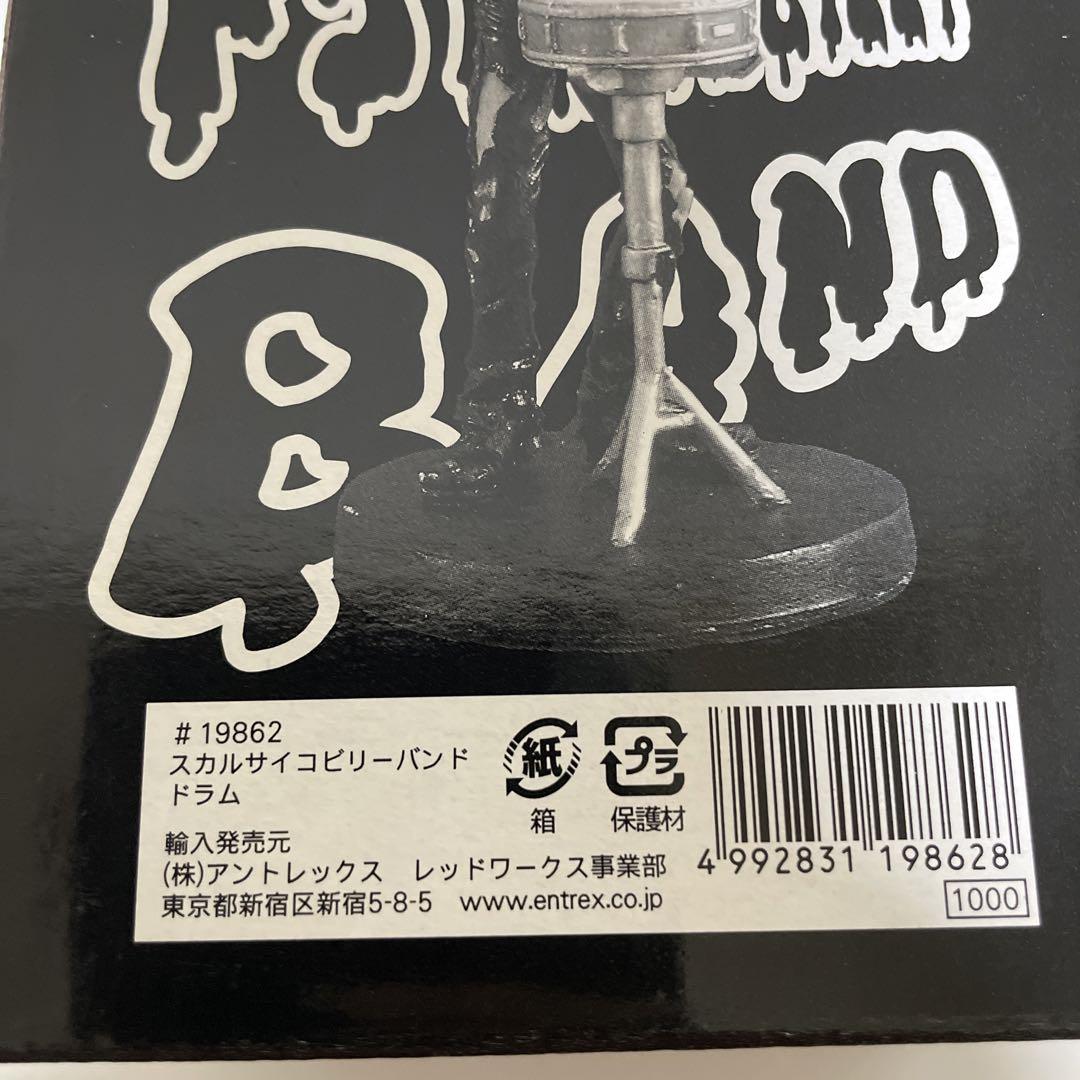 BAND
#19862
スカルサイコビリーバンド
ドラム
輸入発売元
(株)アントレックス　レッドワークス事業部
東京都新宿区新宿5-8-5　www.entrex.co.jp
紙
箱
プラ
保護材
4 992831 198628
1000